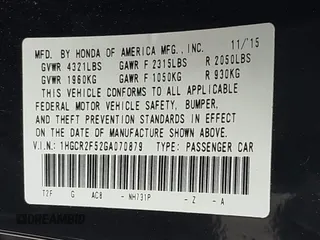 MFD. BY HONDA OF AMERICA MFG., INC. 11/'15
GVWR 4321LBS GAWR F 2315LBS R 2050LBS
GVWR 1960KG GAWR F 1050KG R 930KG
THIS VEHICLE CONFORMS TO ALL APPLICABLE
FEDERAL MOTOR VEHICLE SAFETY, BUMPER,
AND THEFT PREVENTION STANDARDS IN EFFECT
ON THE DATE OF MANUFACTURE SHOWN ABOVE.
V.I.N.: 1HGCR2F52GA070879 TYPE: PASSENGER CAR
T2F G AC8 - NH731P - Z - A
DREAMBID